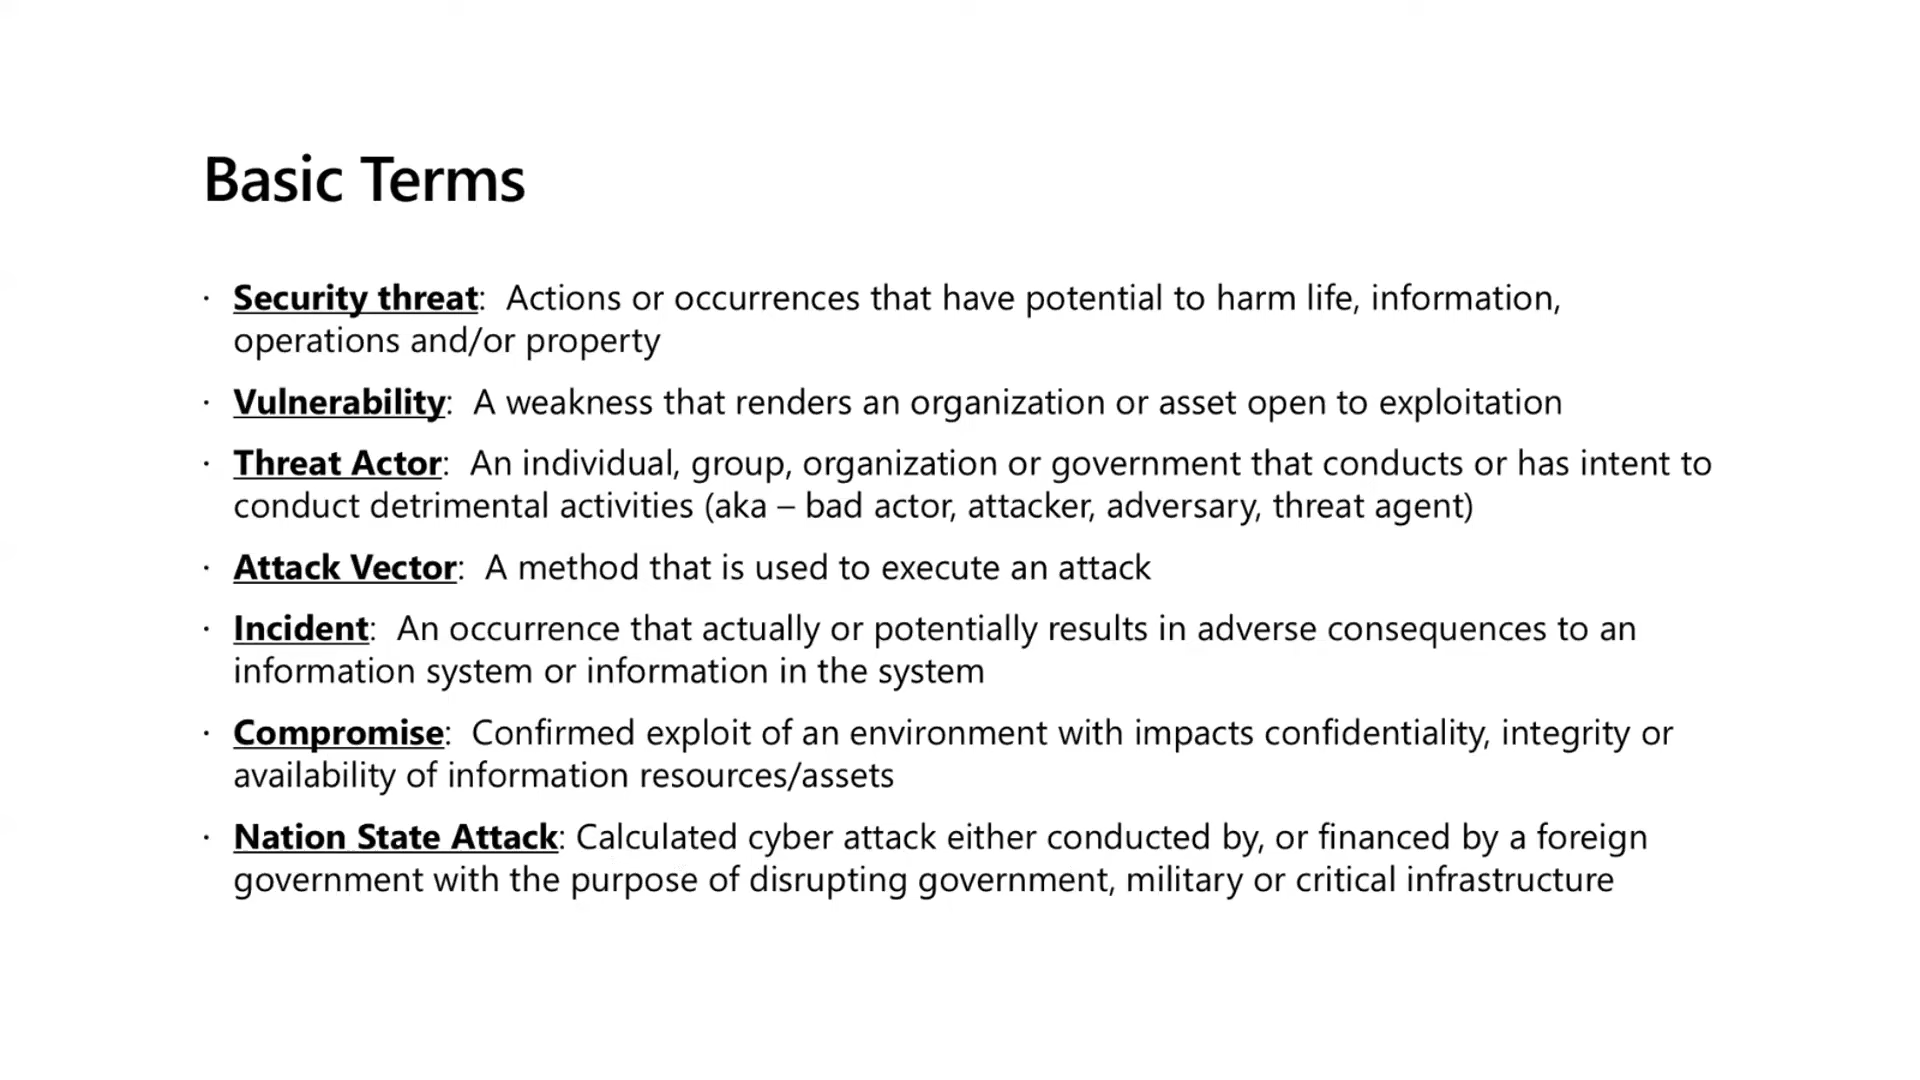 Basic Terms
· Security threat:  Actions or occurrences that have potential to harm life, information,
operations and/or property
· Vulnerability:  A weakness that renders an organization or asset open to exploitation
· Threat Actor:  An individual, group, organization or government that conducts or has intent to
conduct detrimental activities (aka – bad actor, attacker, adversary, threat agent)
· Attack Vector:  A method that is used to execute an attack
· Incident:  An occurrence that actually or potentially results in adverse consequences to an
information system or information in the system
· Compromise:  Confirmed exploit of an environment with impacts confidentiality, integrity or
availability of information resources/assets
· Nation State Attack: Calculated cyber attack either conducted by, or financed by a foreign
government with the purpose of disrupting government, military or critical infrastructure